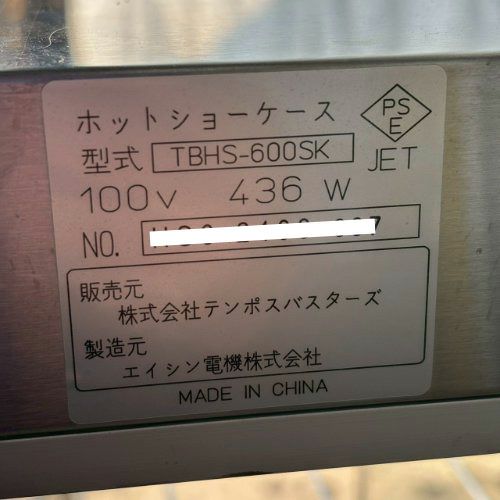 ホットショーケース
PS
E
型式 TBHS-600SK
JET
100V 436 W
NO.
販売元
株式会社テンポスバスターズ
製造元
エイシン電機株式会社
MADE IN CHINA